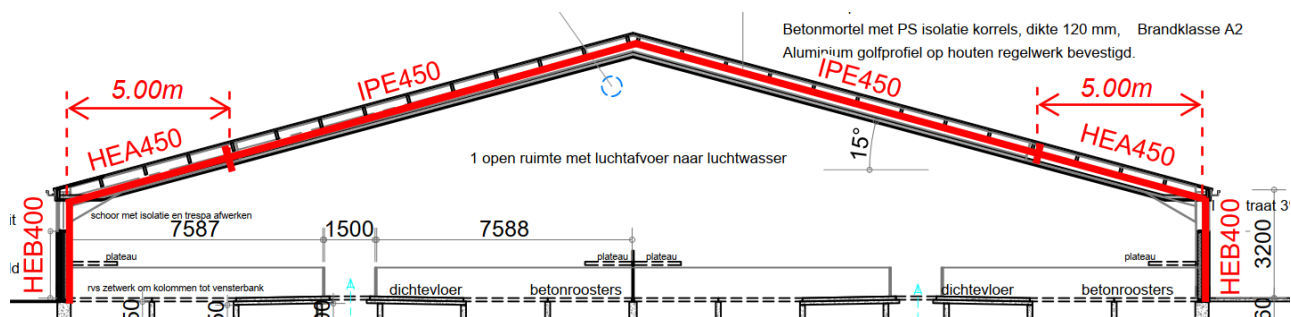 Betonmortel met PS isolatie korrels, dikte 120 mm, Brandklasse A2
Aluminium golfprofiel op houten regelwerk bevestigd.
5.00m
IPE450
IPE450
5.00m
HEA450
HEA450
15°
1 open ruimte met luchtafvoer naar luchtwasser
schoor met isolatie en trespa afwerken
7587
1500
7588
HEB400
HEB400
3200
plateau
plateau
plateau
plateau
rvs zetwerk om kolommen tot vensterbank
dichtevloer
betonroosters
dichtevloer
betonroosters